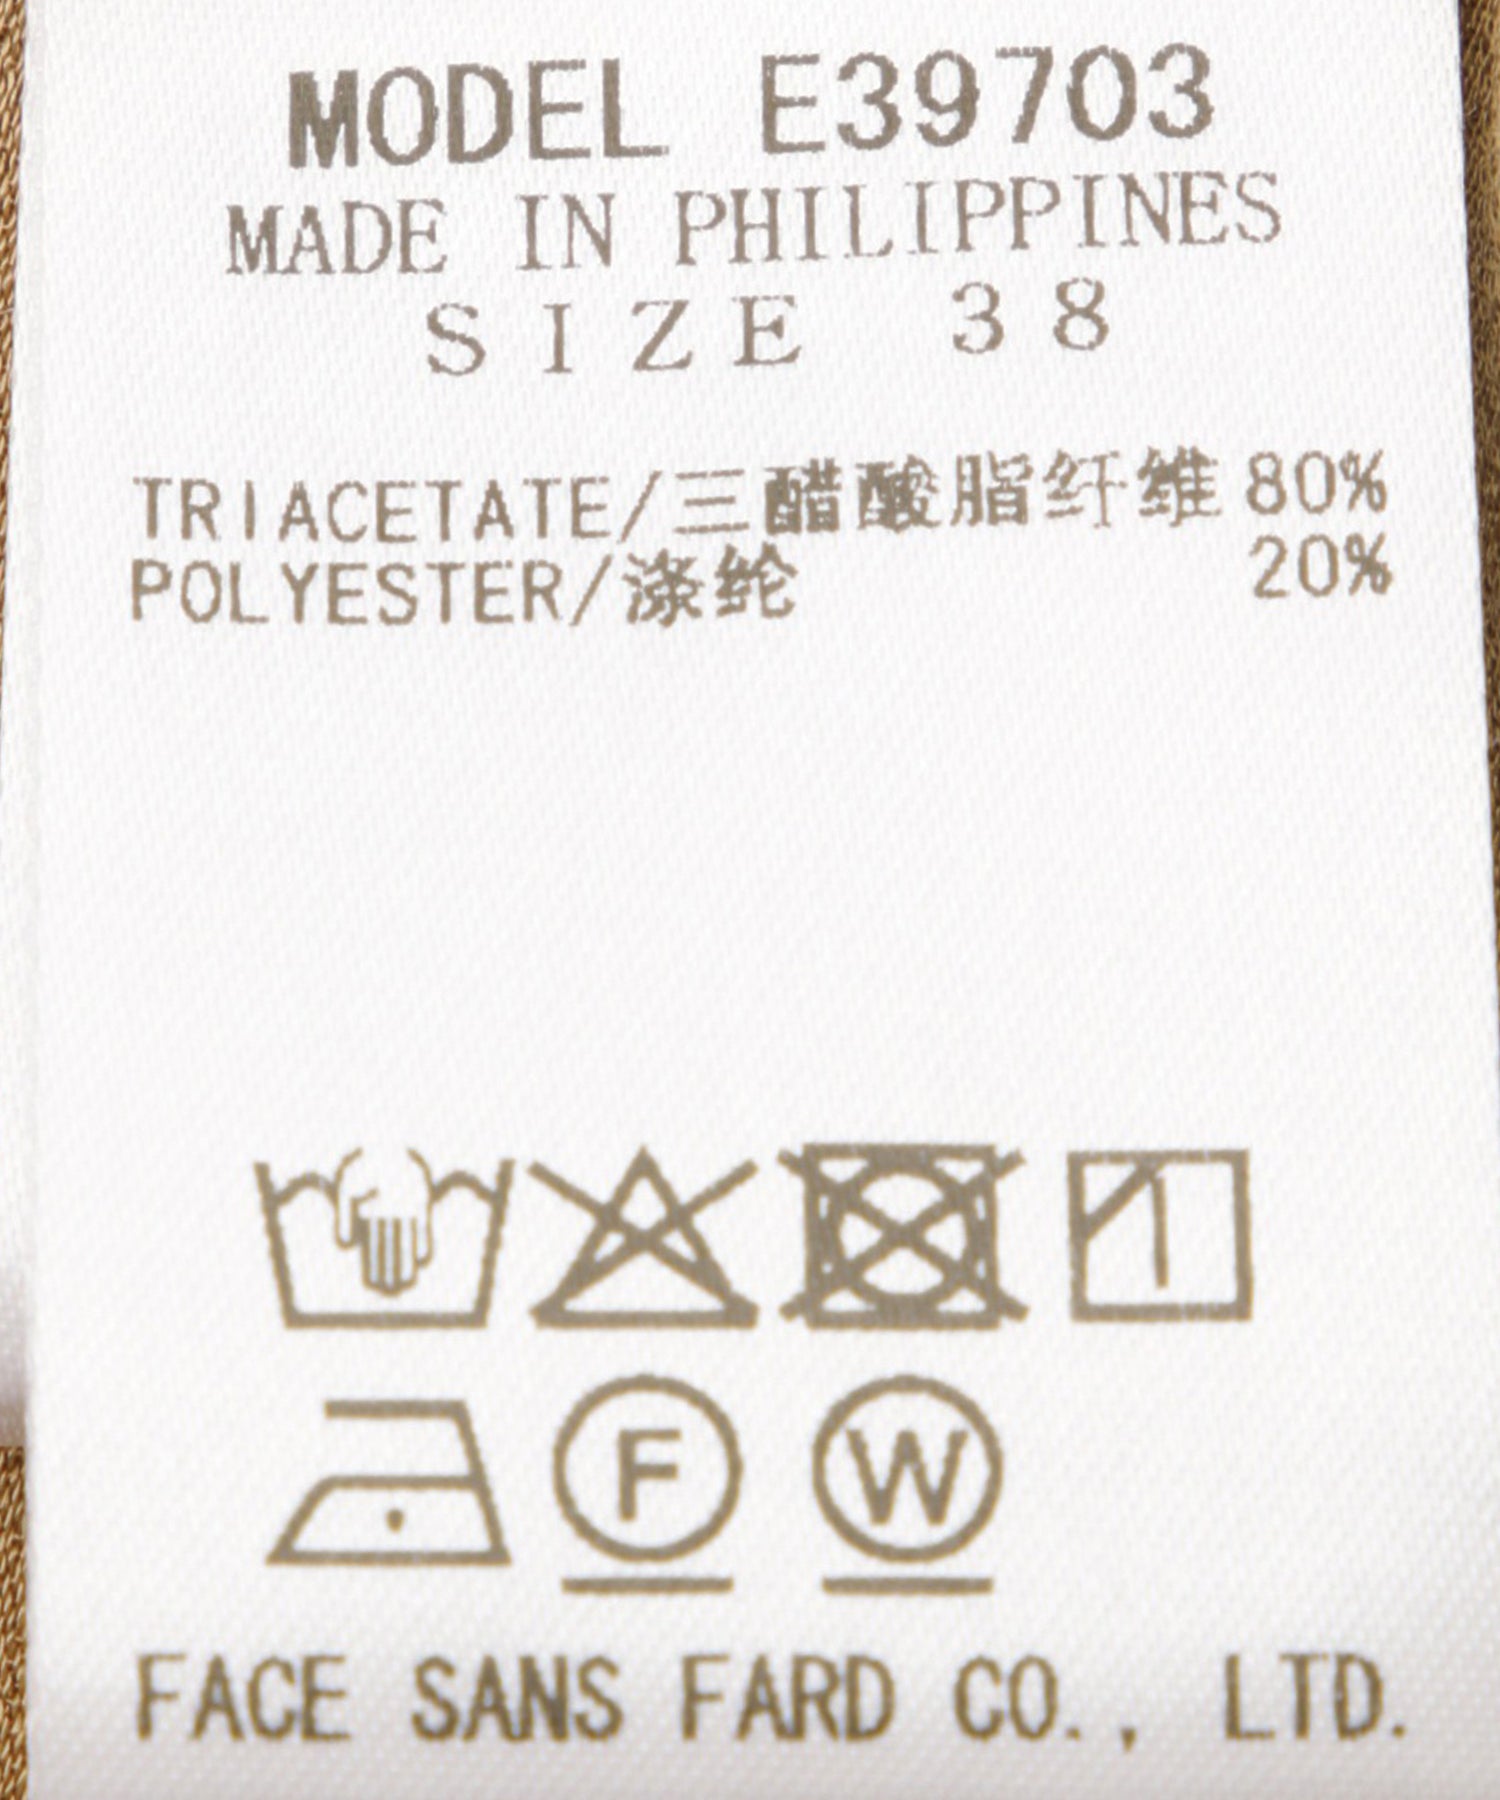 MODEL E39703
MADE IN PHILIPPINES
SIZE 38
TRIACETATE/三醋酸脂纤维 80%
POLYESTER/涤纶 20%
F W
FACE SANS FARD CO., LTD.